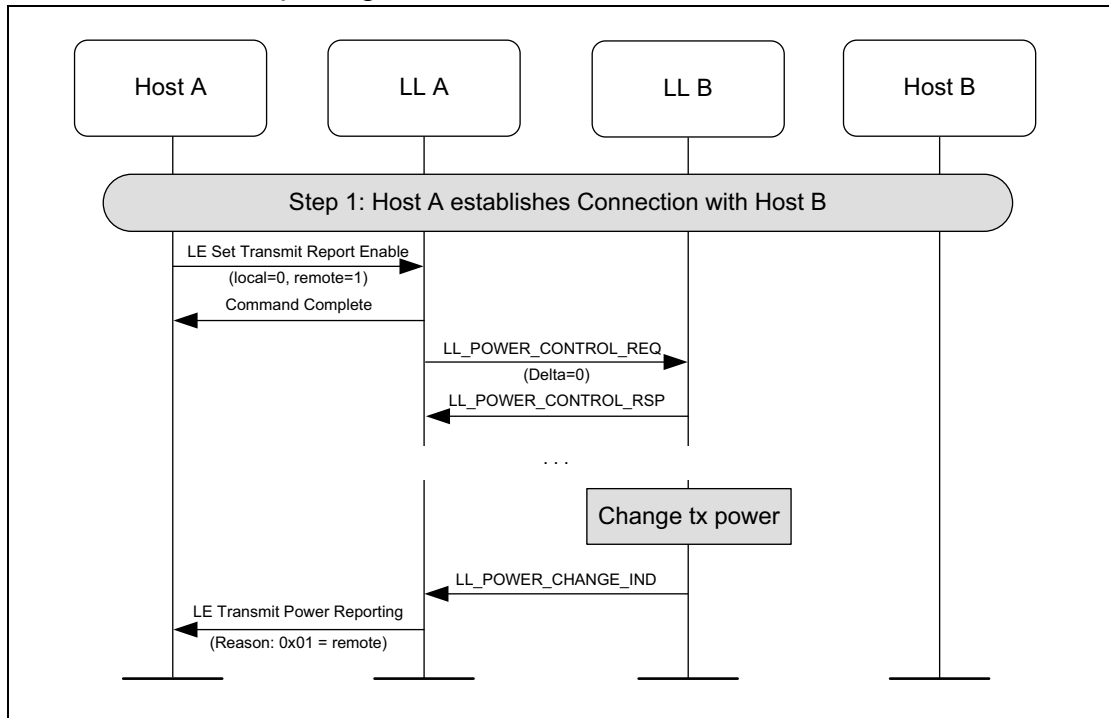 Host A
LL A
LL B
Host B
Step 1: Host A establishes Connection with Host B
LE Set Transmit Report Enable
(local=0, remote=1)
Command Complete
LL_POWER_CONTROL_REQ
(Delta=0)
LL_POWER_CONTROL_RSP
. . .
Change tx power
LL_POWER_CHANGE_IND
LE Transmit Power Reporting
(Reason: 0x01 = remote)